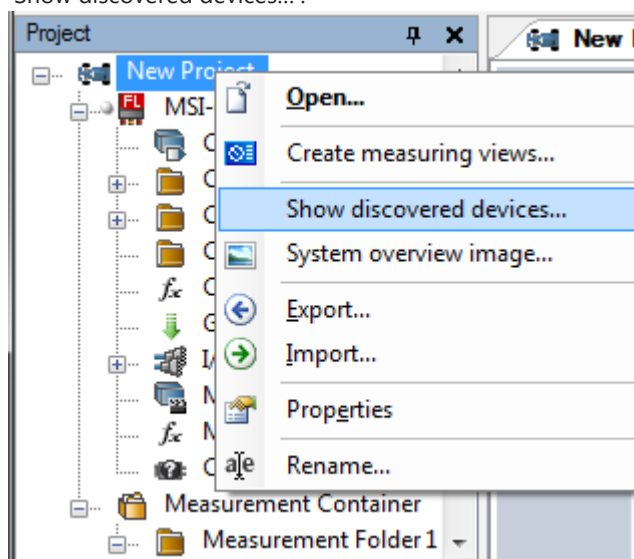 Show discovered devices... .
Project
New
New Project
MSI-
Open...
Create measuring views...
Show discovered devices...
System overview image...
Export...
Import...
Properties
Rename...
Measurement Container
Measurement Folder 1